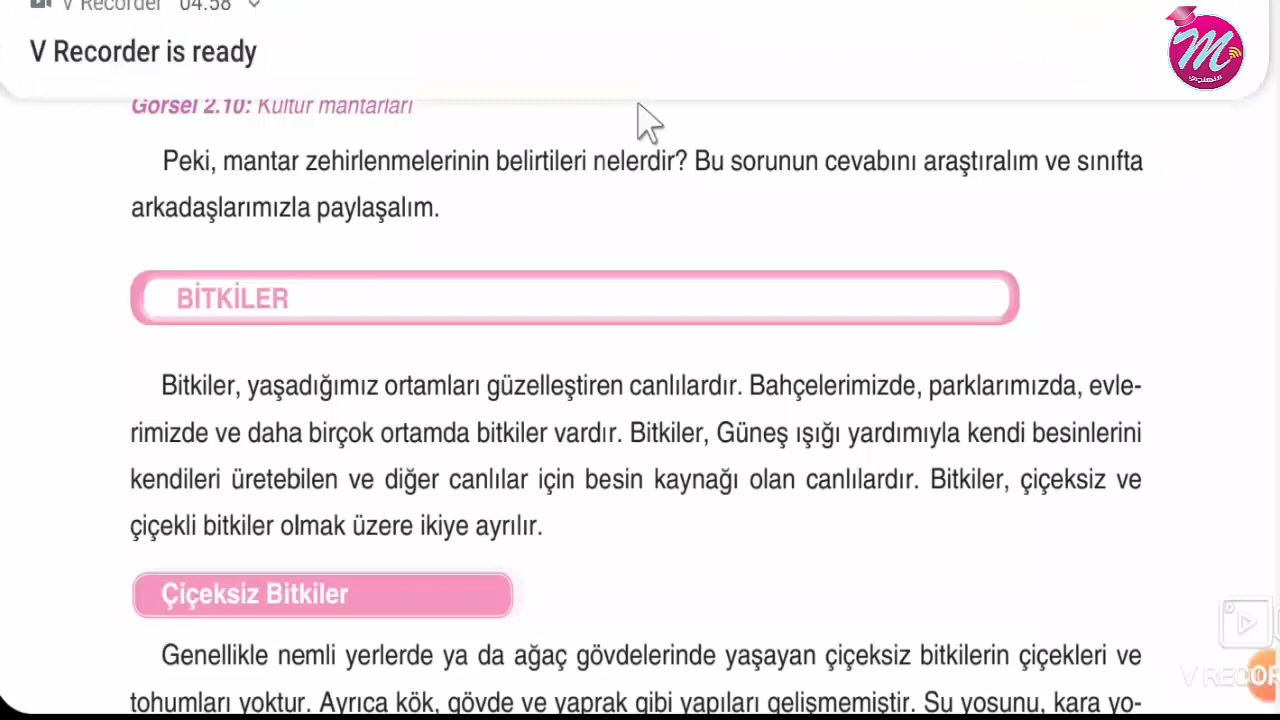 V Recorder 04:58
V Recorder is ready
Görsel 2.10: Kültür mantarları
Peki, mantar zehirlenmelerinin belirtileri nelerdir? Bu sorunun cevabını araştıralım ve sınıfta
arkadaşlarımızla paylaşalım.
BİTKİLER
Bitkiler, yaşadığımız ortamları güzelleştiren canlılardır. Bahçelerimizde, parklarımızda, evle-
rimizde ve daha birçok ortamda bitkiler vardır. Bitkiler, Güneş ışığı yardımıyla kendi besinlerini
kendileri üretebilen ve diğer canlılar için besin kaynağı olan canlılardır. Bitkiler, çiçeksiz ve
çiçekli bitkiler olmak üzere ikiye ayrılır.
Çiçeksiz Bitkiler
Genellikle nemli yerlerde ya da ağaç gövdelerinde yaşayan çiçeksiz bitkilerin çiçekleri ve
tohumları yoktur. Ayrıca kök, gövde ve yaprak gibi yapıları gelişmemiştir. Su yosunu, kara yo-
V RECOR